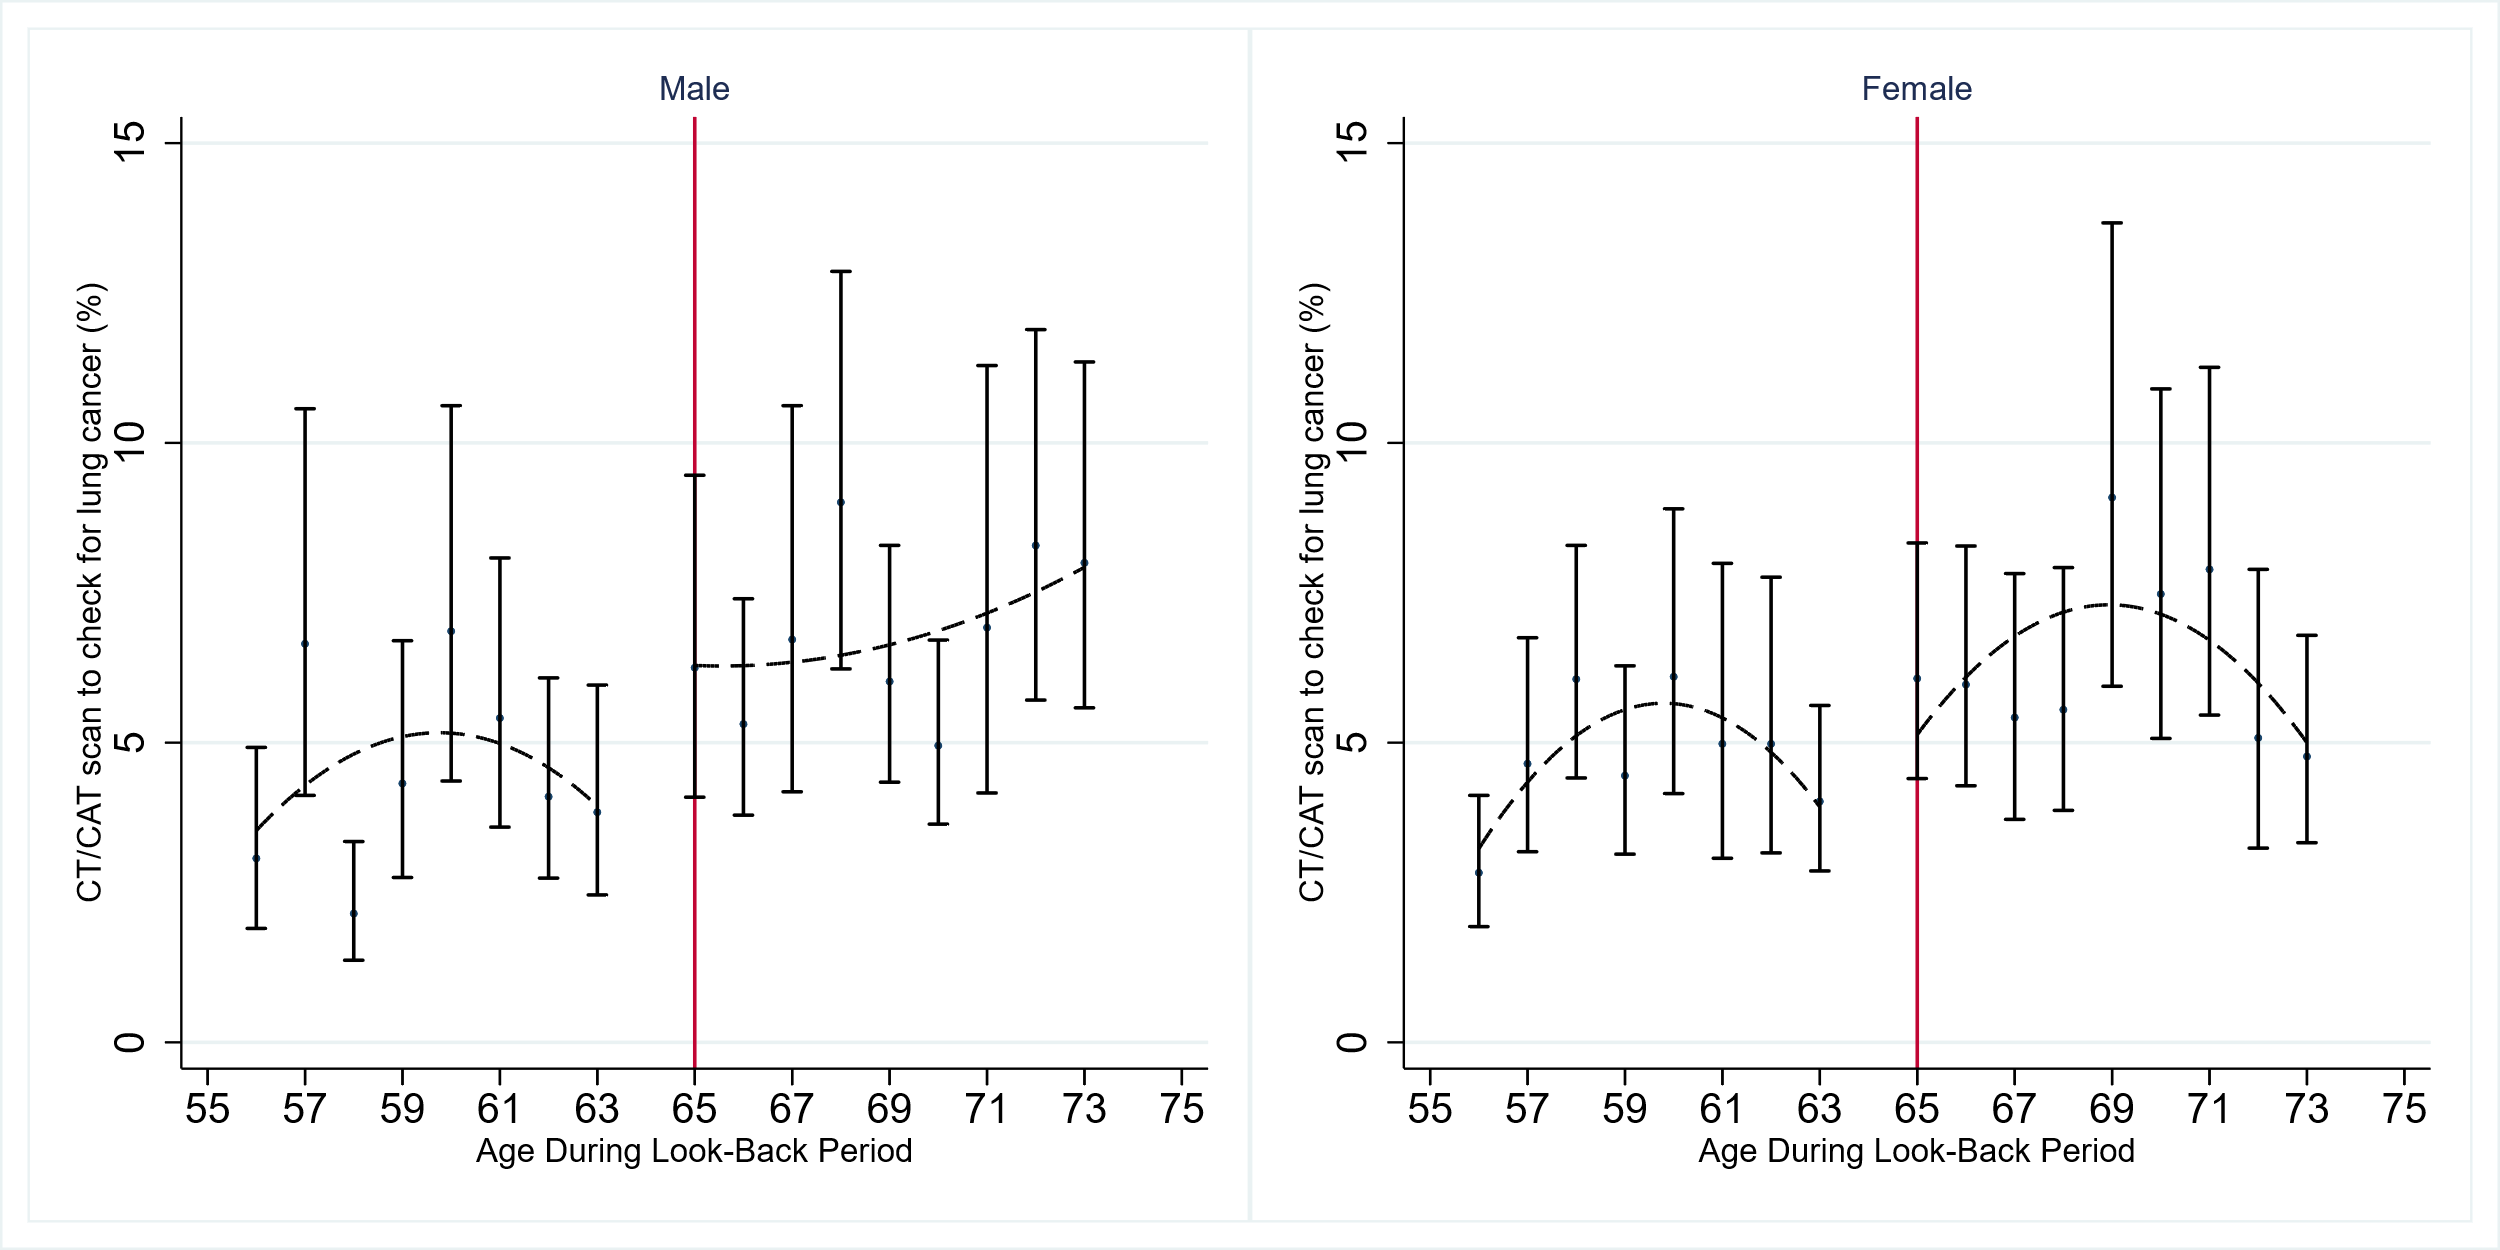 Male
CT/CAT scan to check for lung cancer (%)
15
10
5
0
55 57 59 61 63 65 67 69 71 73 75
Age During Look-Back Period
Female
CT/CAT scan to check for lung cancer (%)
15
10
5
0
55 57 59 61 63 65 67 69 71 73 75
Age During Look-Back Period